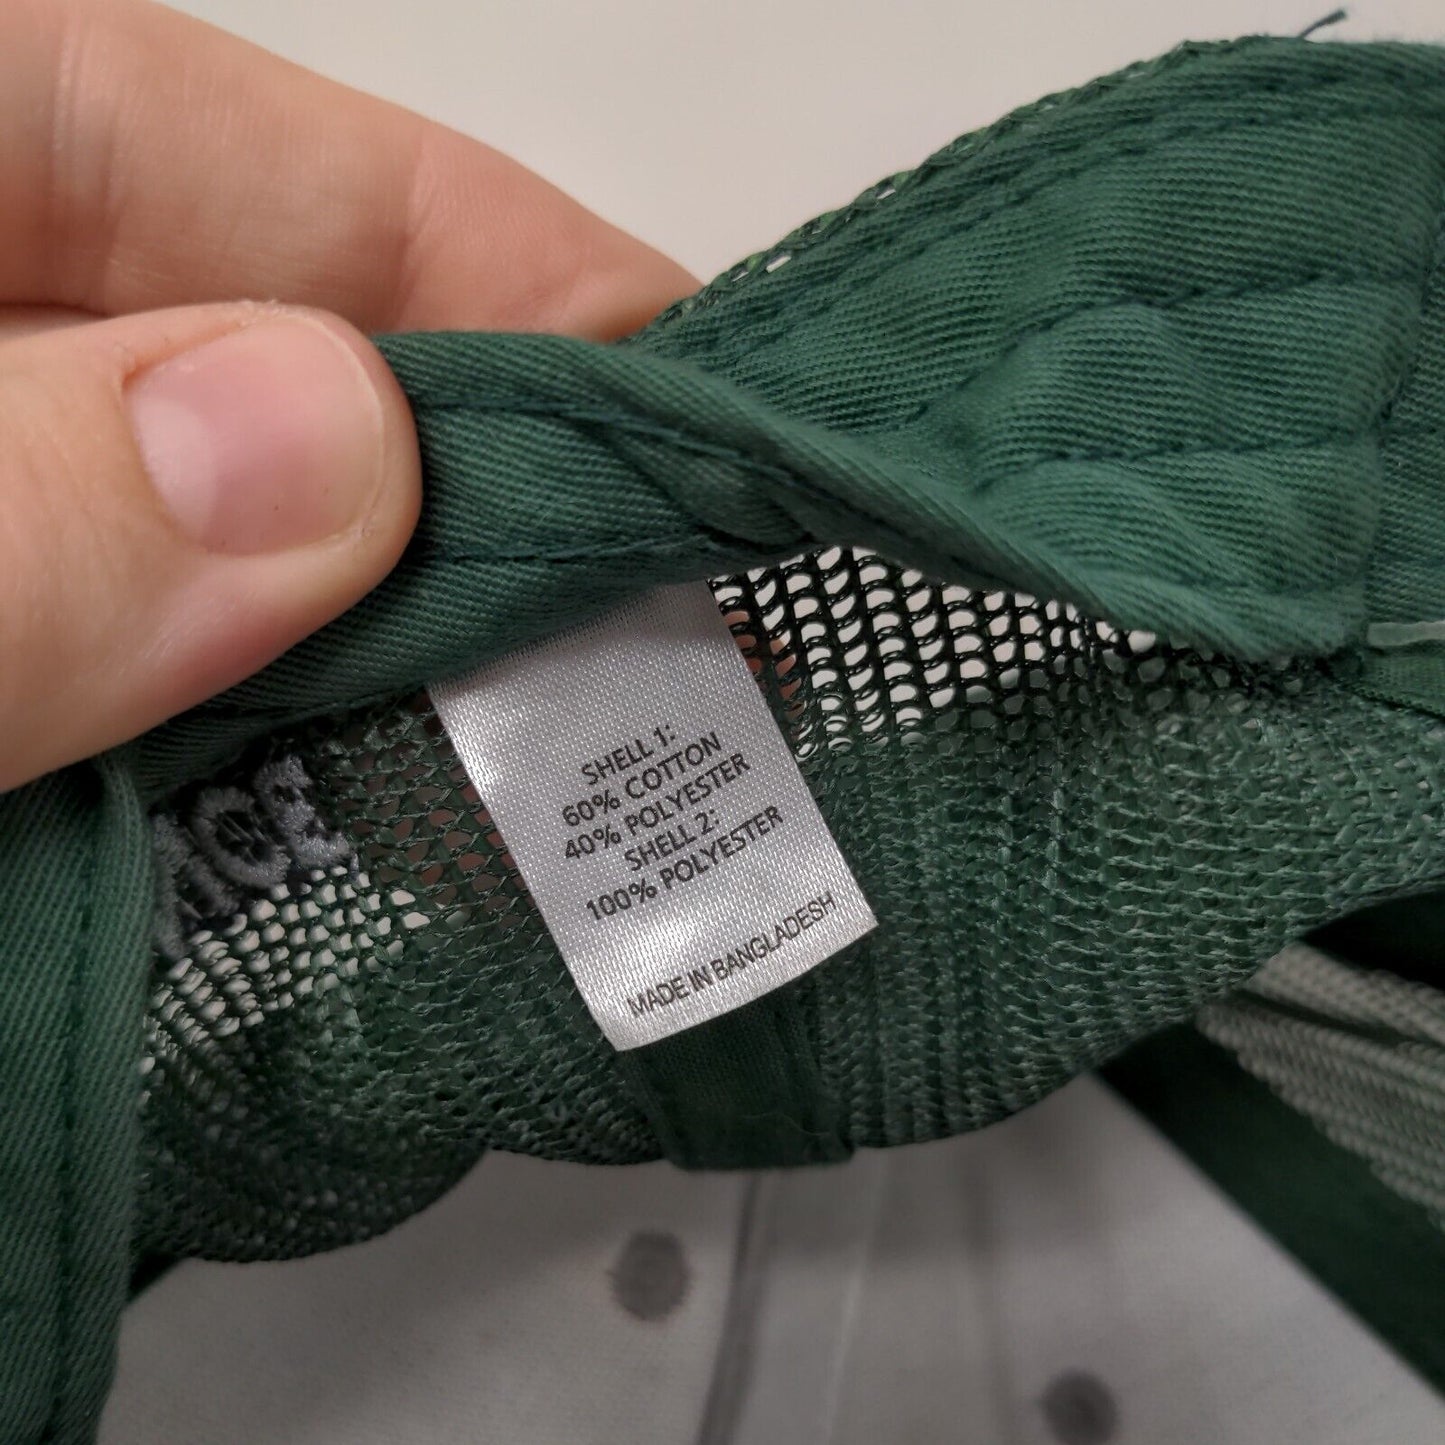 SHELL 1:
60% COTTON
40% POLYESTER
SHELL 2:
100% POLYESTER
MADE IN BANGLADESH